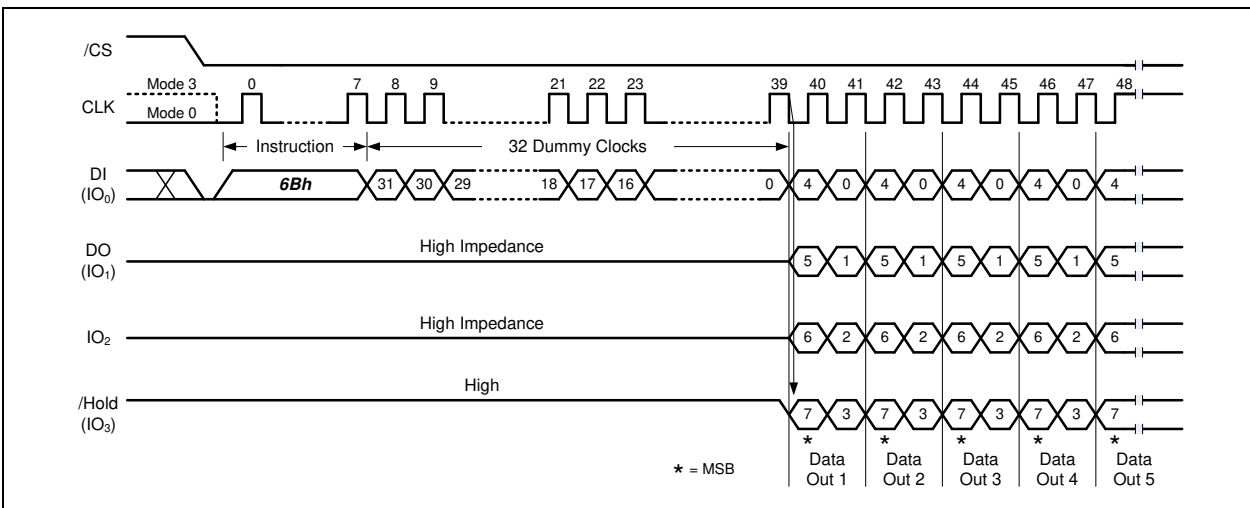 /CS
Mode 3 0 7 8 9 21 22 23 39 40 41 42 43 44 45 46 47 48
CLK
Mode 0
Instruction 32 Dummy Clocks
DI
(IO0)
6Bh 31 30 29 18 17 16 0 4 0 4 0 4 0 4 0 4
DO
(IO1)
High Impedance
5 1 5 1 5 1 5 1 5
IO2
High Impedance
6 2 6 2 6 2 6 2 6
/Hold
(IO3)
High
7 3 7 3 7 3 7 3 7
* * * * *
* = MSB
Data Data Data Data Data
Out 1 Out 2 Out 3 Out 4 Out 5